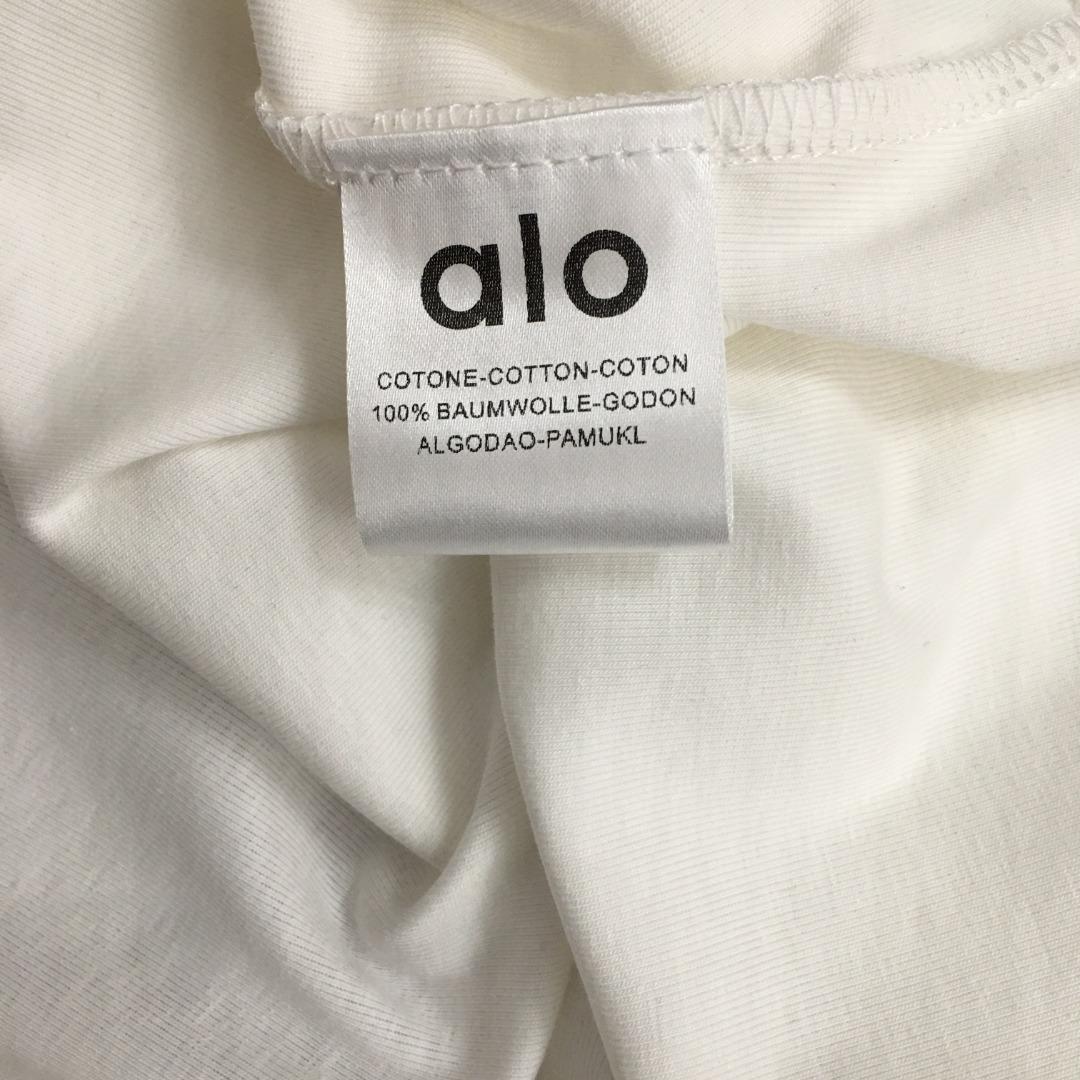 alo
COTONE-COTTON-COTON
100% BAUMWOLLE-GODON
ALGODAO-PAMUKL